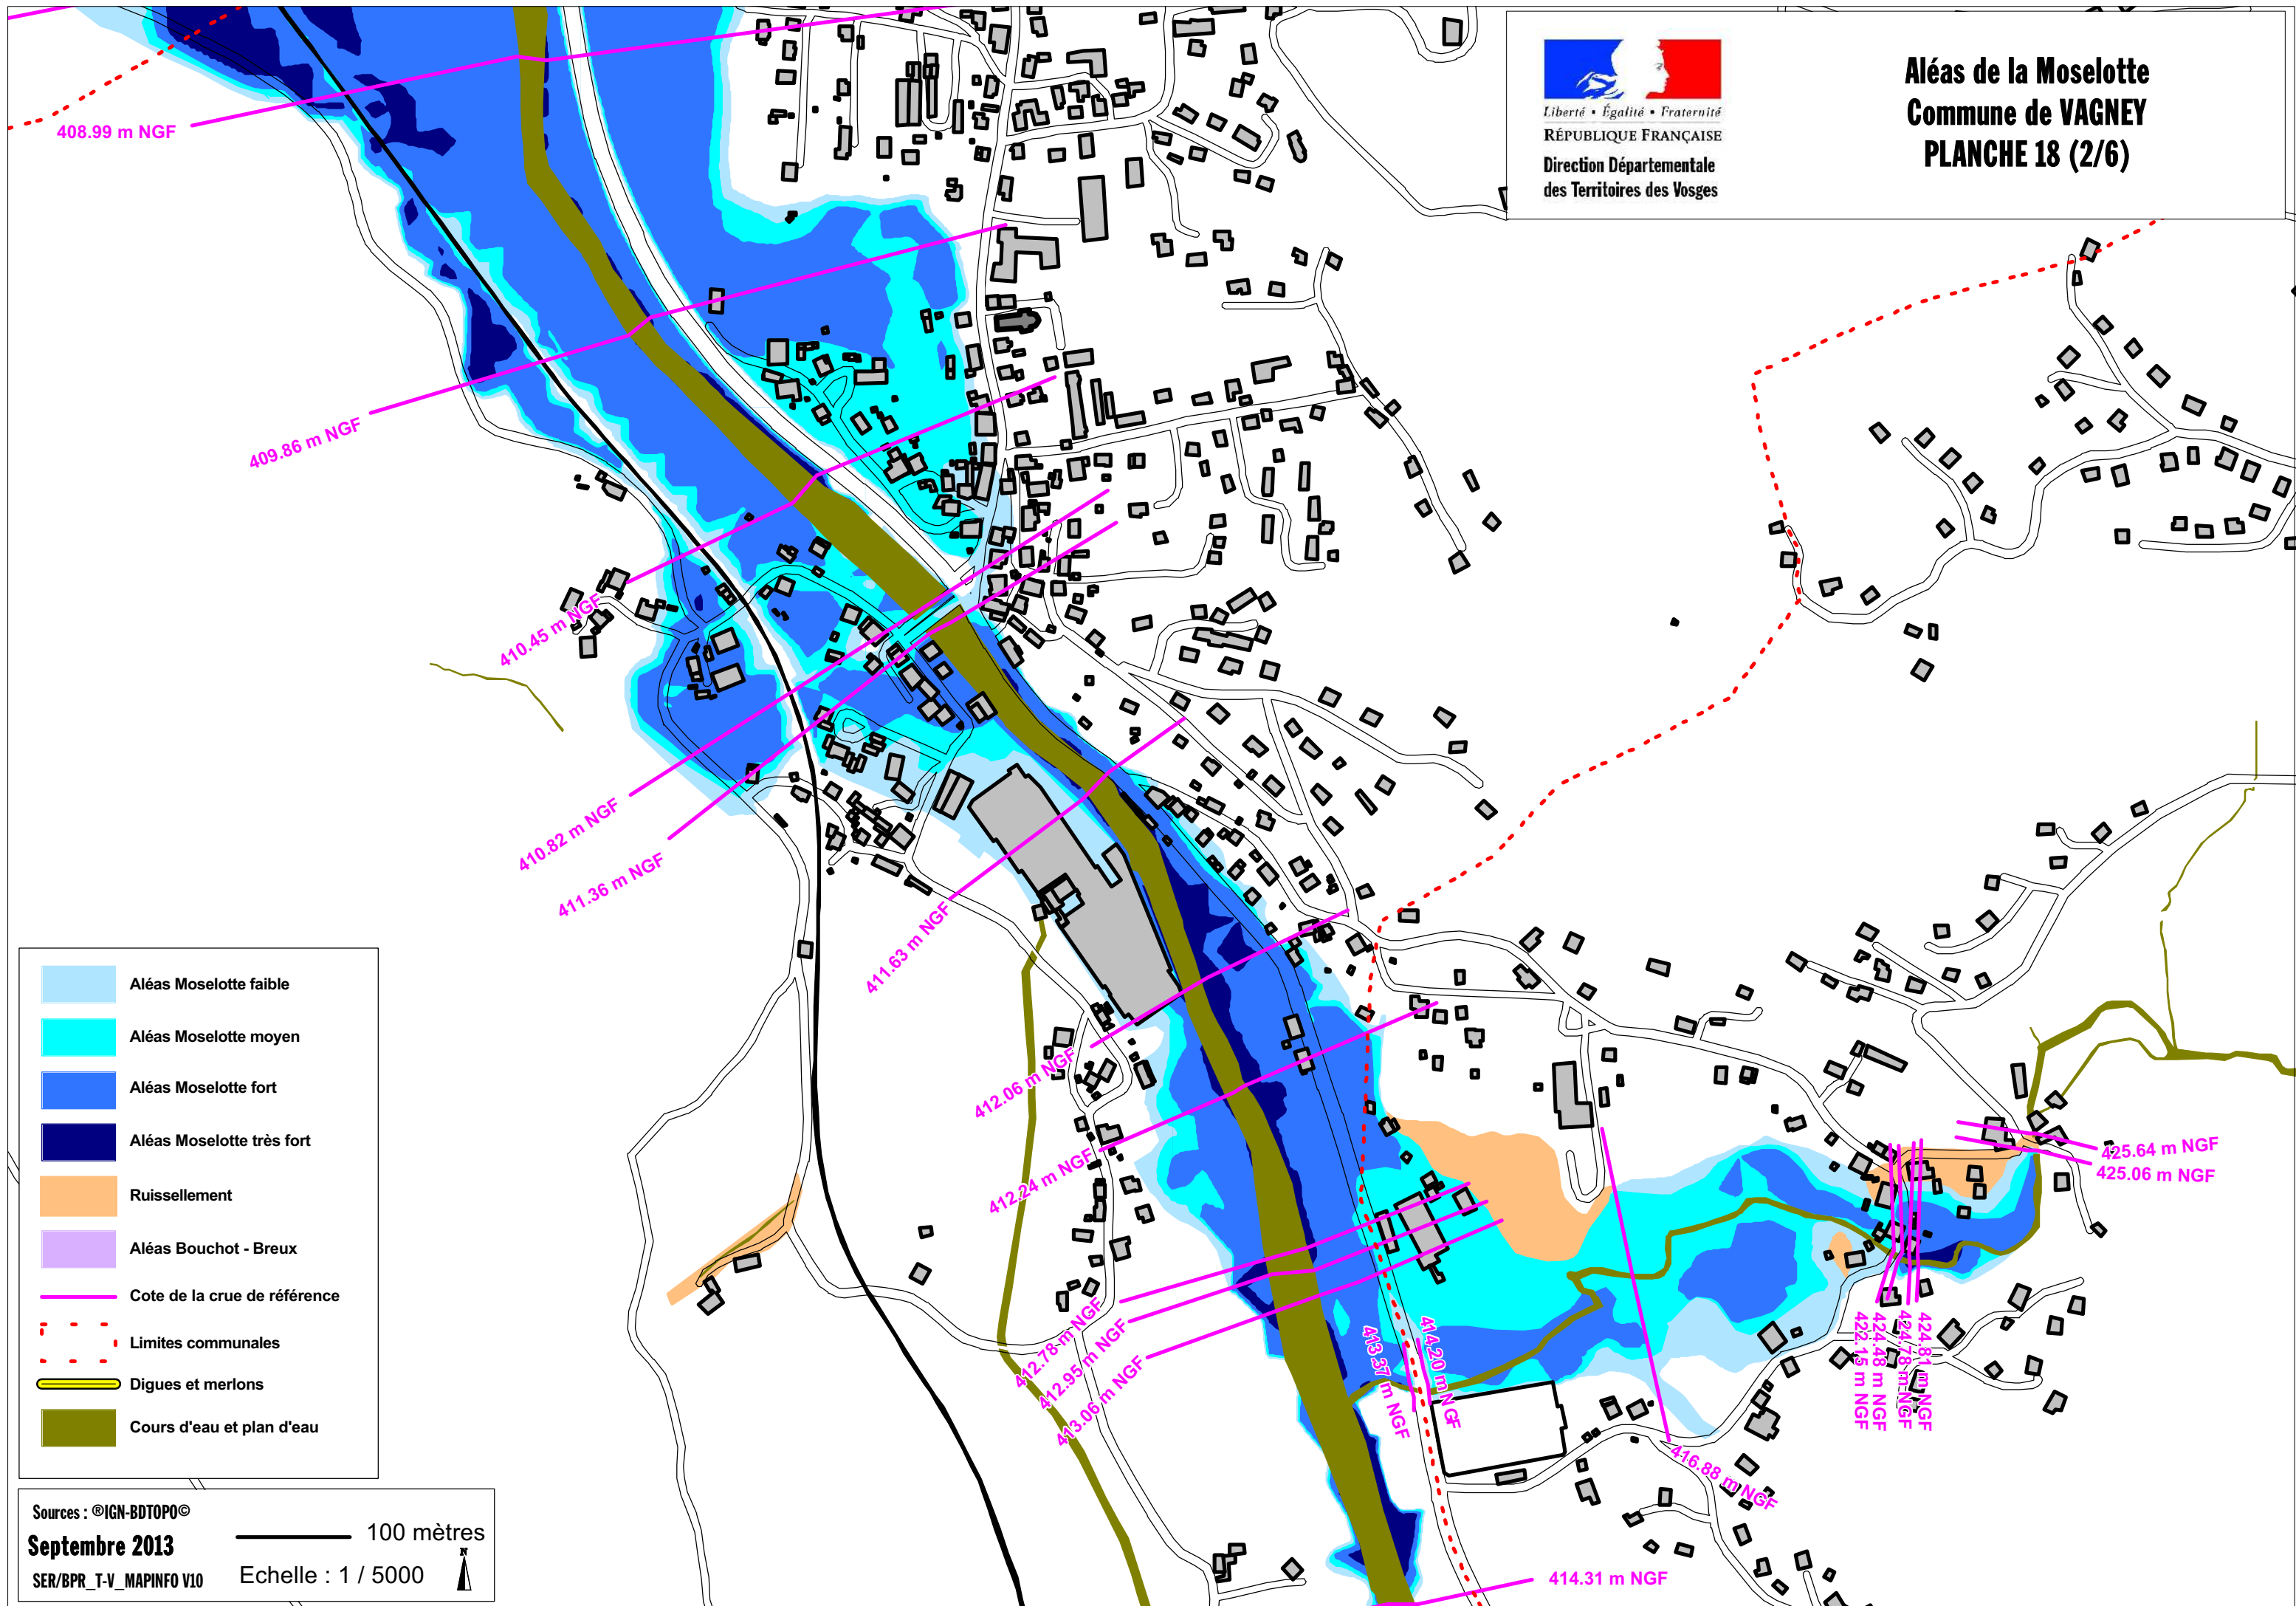 Liberté • Égalité • Fraternité
RÉPUBLIQUE FRANÇAISE
Direction Départementale
des Territoires des Vosges
Aléas de la Moselotte
Commune de VAGNEY
PLANCHE 18 (2/6)
408.99 m NGF
409.86 m NGF
410.45 m NGF
410.82 m NGF
411.36 m NGF
411.63 m NGF
412.06 m NGF
412.24 m NGF
412.78 m NGF
412.95 m NGF
413.06 m NGF
413.37 m NGF
414.20 m NGF
416.88 m NGF
414.31 m NGF
425.64 m NGF
425.06 m NGF
422.15 m NGF
424.48 m NGF
424.78 m NGF
424.81 m NGF
Aléas Moselotte faible
Aléas Moselotte moyen
Aléas Moselotte fort
Aléas Moselotte très fort
Ruissellement
Aléas Bouchot - Breux
Cote de la crue de référence
Limites communales
Digues et merlons
Cours d'eau et plan d'eau
Sources : ®IGN-BDTOPO©
Septembre 2013
SER/BPR_T-V_MAPINFO V10
100 mètres
Echelle : 1 / 5000
N